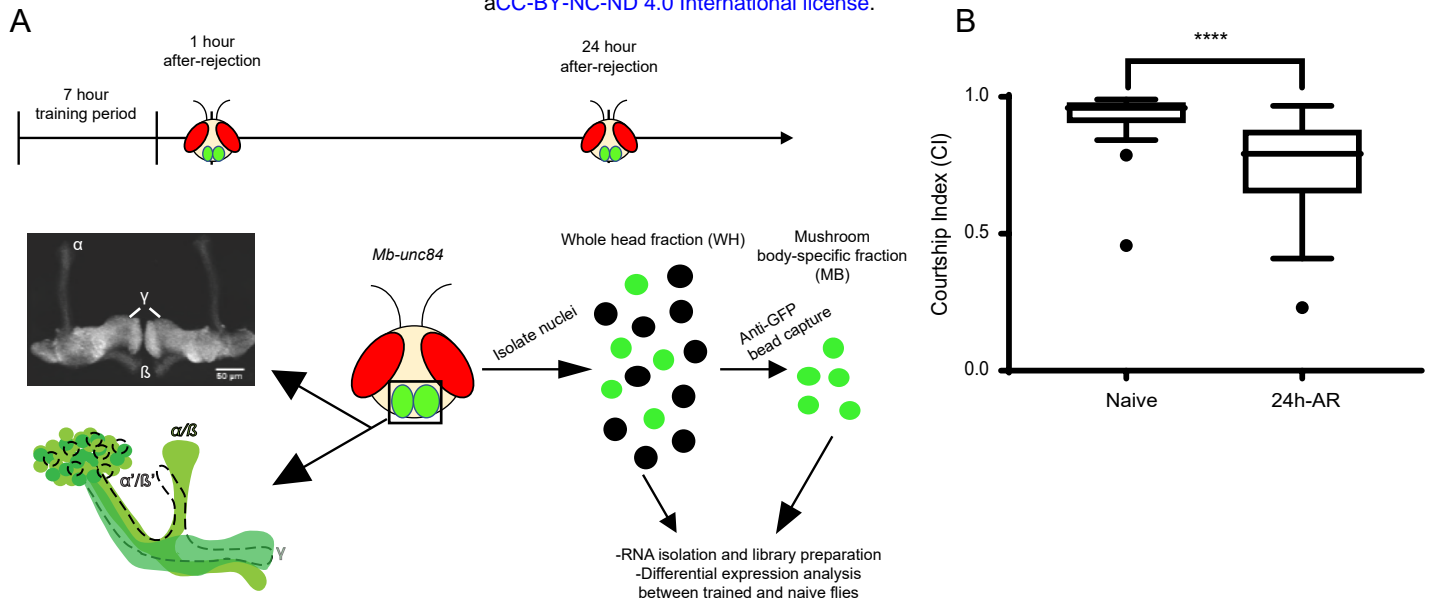 aCC-BY-NC-ND 4.0 International license.
A
1 hour
after-rejection
24 hour
after-rejection
7 hour
training period
α
γ
ß
50 µm
Mb-unc84
Isolate nuclei
Whole head fraction (WH)
Mushroom
body-specific fraction
(MB)
Anti-GFP
bead capture
α/ß
α'/ß'
γ
-RNA isolation and library preparation
-Differential expression analysis
between trained and naive flies
B
****
Courtship Index (CI)
1.0
0.5
0.0
Naive
24h-AR